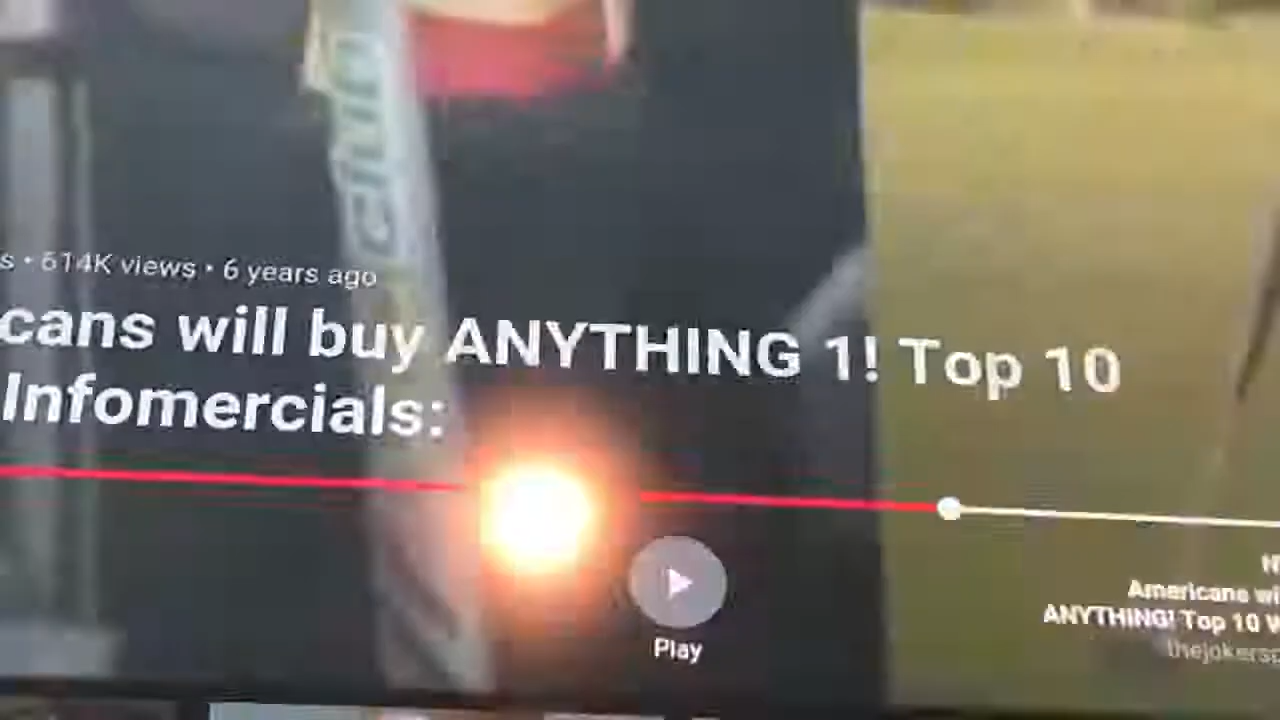 s • 614K views • 6 years ago
cans will buy ANYTHING 1! Top 10
Infomercials:
Play
Americans wi
ANYTHING! Top 10 W
thejokersc